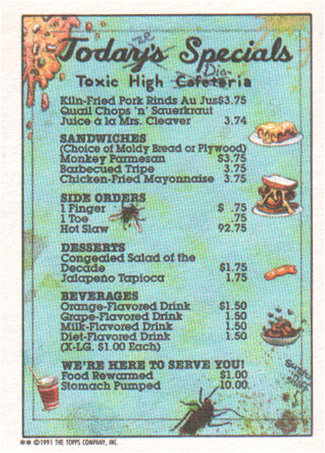 Today's Specials
Toxic High Cafeteria
Dia
Kiln-Fried Pork Rinds Au Jus $3.75
Quail Chops 'n' Sauerkraut
Juice à la Mrs. Cleaver 3.74
SANDWICHES
(Choice of Moldy Bread or Plywood)
Monkey Parmesan $3.75
Barbecued Tripe 3.75
Chicken-Fried Mayonnaise 3.75
SIDE ORDERS
1 Finger $ .75
1 Toe .75
Hot Slaw 92.75
DESSERTS
Congealed Salad of the
Decade $1.75
Jalapeño Tapioca 1.75
BEVERAGES
Orange-Flavored Drink $1.50
Grape-Flavored Drink 1.50
Milk-Flavored Drink 1.50
Diet-Flavored Drink 1.50
(X-LG. $1.00 Each)
WE'RE HERE TO SERVE YOU!
Food Rewarmed $1.00
Stomach Pumped 10.00
** ©1991 THE TOPPS COMPANY, INC.